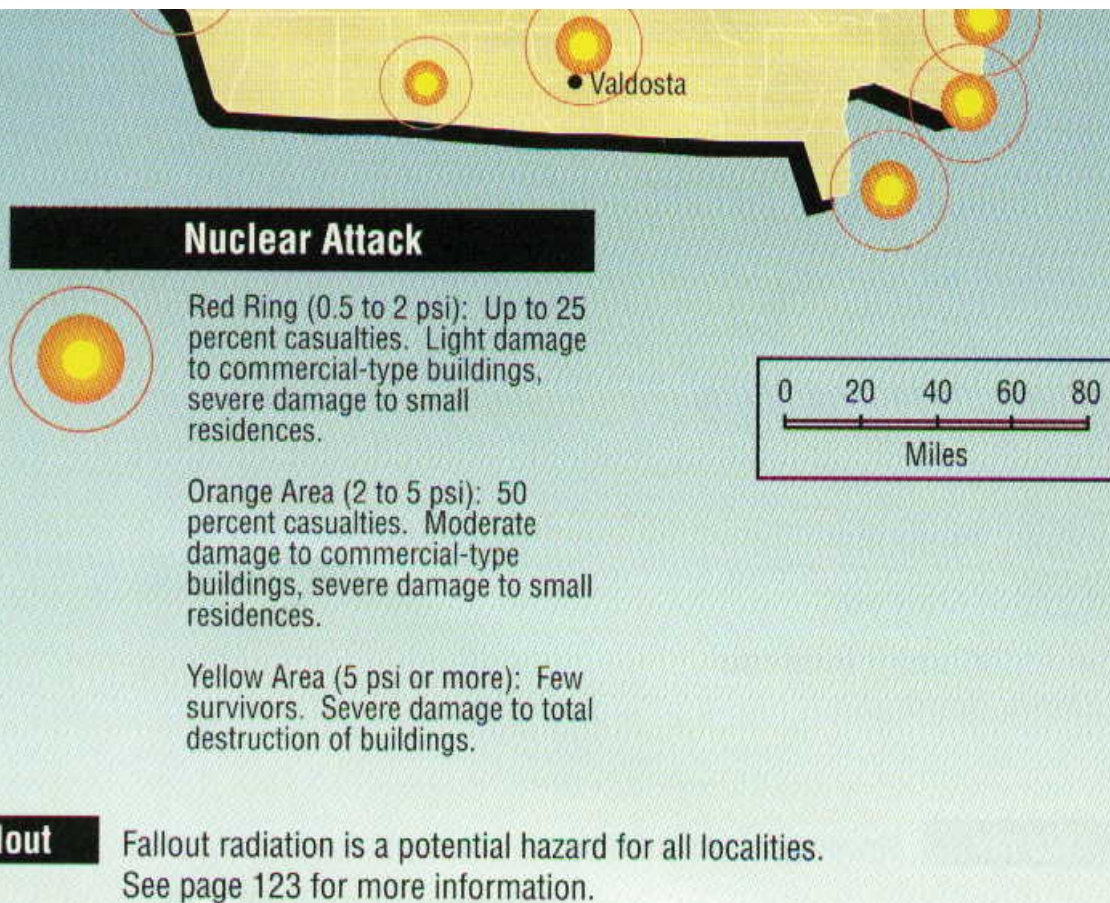 Valdosta
Nuclear Attack
Red Ring (0.5 to 2 psi): Up to 25
percent casualties. Light damage
to commercial-type buildings,
severe damage to small
residences.
Orange Area (2 to 5 psi): 50
percent casualties. Moderate
damage to commercial-type
buildings, severe damage to small
residences.
Yellow Area (5 psi or more): Few
survivors. Severe damage to total
destruction of buildings.
0 20 40 60 80
Miles
lout
Fallout radiation is a potential hazard for all localities.
See page 123 for more information.